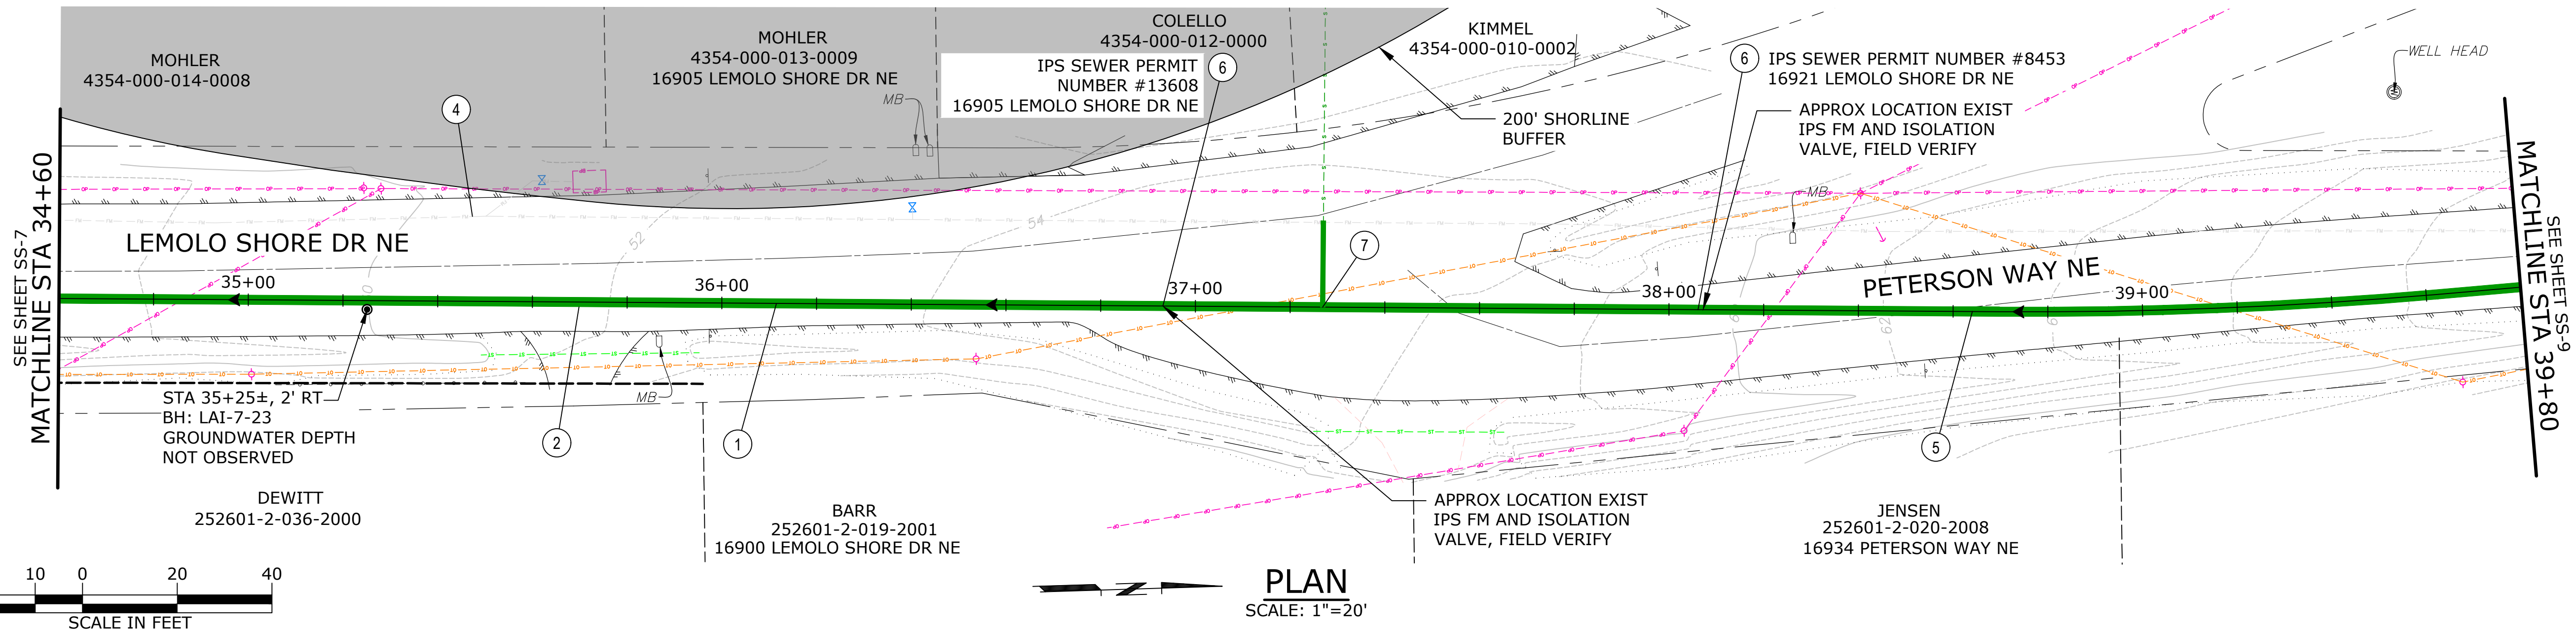 MOHLER
4354-000-014-0008
MOHLER
4354-000-013-0009
16905 LEMOLO SHORE DR NE
MB
COLELLO
4354-000-012-0000
IPS SEWER PERMIT
NUMBER #13608
16905 LEMOLO SHORE DR NE
6
KIMMEL
4354-000-010-0002
200' SHORLINE
BUFFER
6
IPS SEWER PERMIT NUMBER #8453
16921 LEMOLO SHORE DR NE
APPROX LOCATION EXIST
IPS FM AND ISOLATION
VALVE, FIELD VERIFY
WELL HEAD
4
MB
SEE SHEET SS-7
MATCHLINE STA 34+60
LEMOLO SHORE DR NE
52
54
7
PETERSON WAY NE
62
MATCHLINE STA 39+80
SEE SHEET SS-9
35+00
36+00
37+00
38+00
39+00
STA 35+25±, 2' RT
BH: LAI-7-23
GROUNDWATER DEPTH
NOT OBSERVED
MB
2
1
5
DEWITT
252601-2-036-2000
BARR
252601-2-019-2001
16900 LEMOLO SHORE DR NE
APPROX LOCATION EXIST
IPS FM AND ISOLATION
VALVE, FIELD VERIFY
JENSEN
252601-2-020-2008
16934 PETERSON WAY NE
10 0 20 40
SCALE IN FEET
N
PLAN
SCALE: 1"=20'